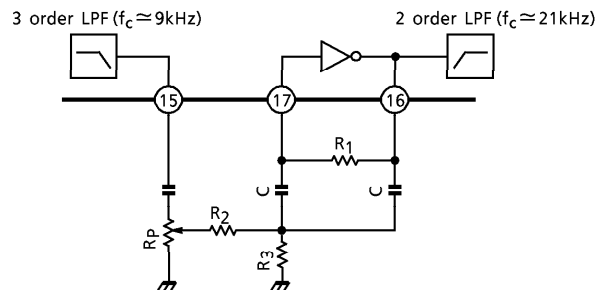 3 order LPF (fc≃9kHz)
2 order LPF (fc≃21kHz)
15
17
16
R1
C
C
R2
RP
R3